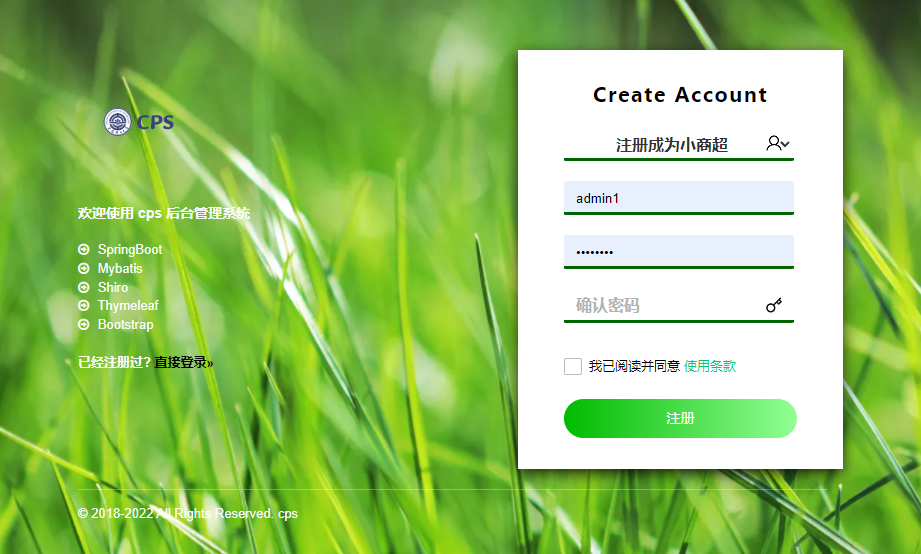 CPS
欢迎使用 cps 后台管理系统
SpringBoot
Mybatis
Shiro
Thymeleaf
Bootstrap
已经注册过? 直接登录»
Create Account
注册成为小商超
admin1
••••••••
确认密码
我已阅读并同意 使用条款
注册
© 2018-2022 All Rights Reserved. cps